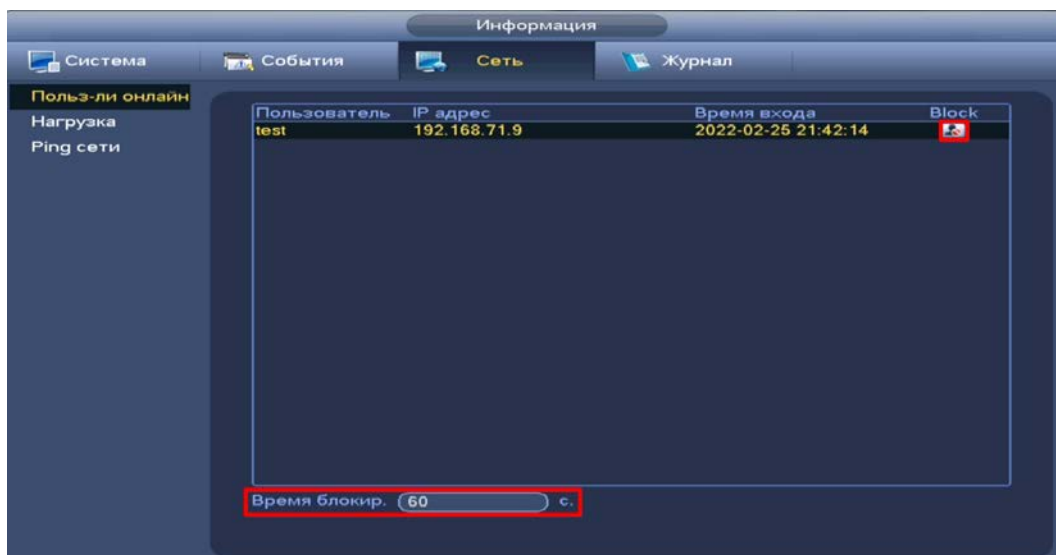 Информация
Система События Сеть Журнал
Польз-ли онлайн
Нагрузка
Ping сети
Пользователь IP адрес Время входа Block
test 192.168.71.9 2022-02-25 21:42:14
Время блокир. 60 с.